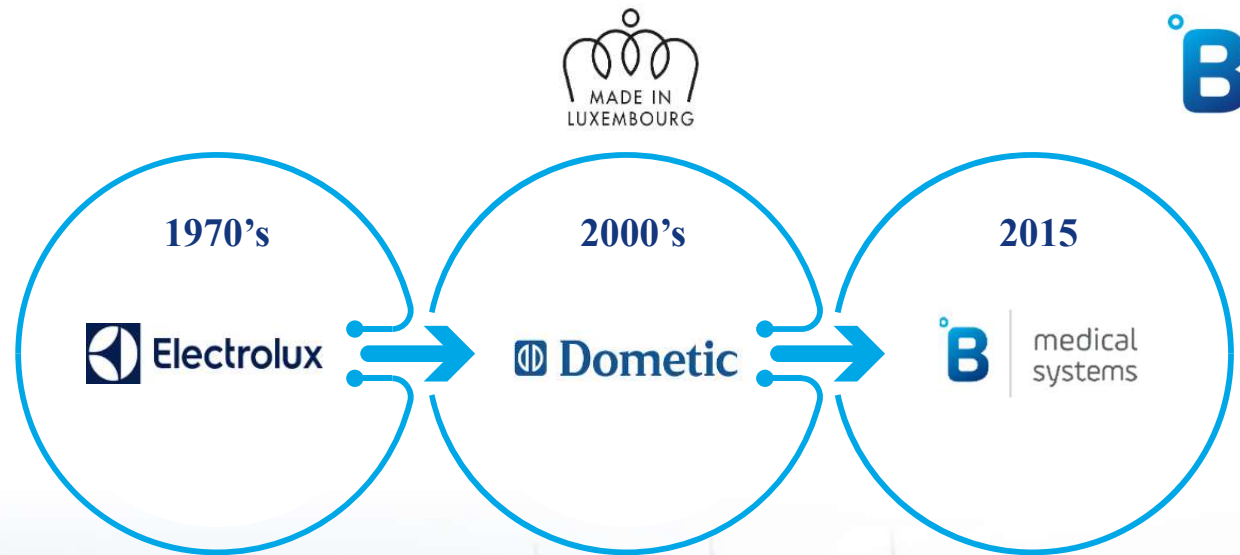 MADE IN
LUXEMBOURG
B
1970’s
2000’s
2015
Electrolux
Dometic
B
medical
systems